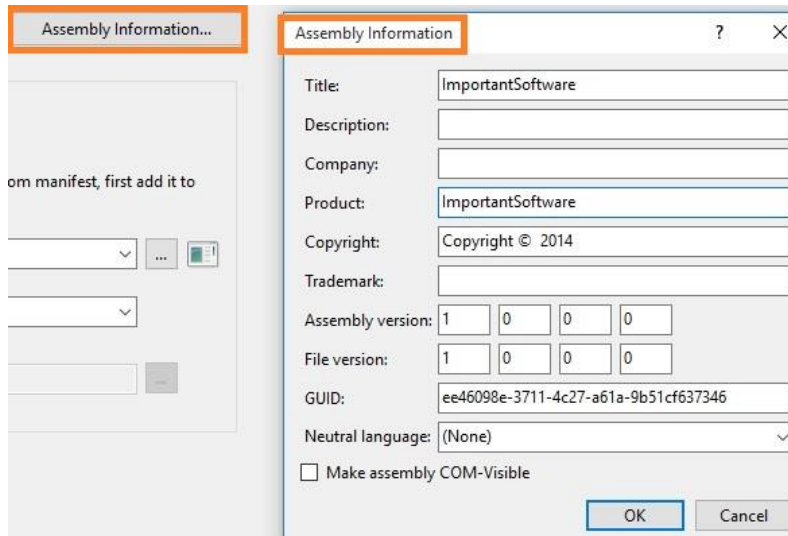 Assembly Information...
om manifest, first add it to
...
...
Assembly Information ?
Title: ImportantSoftware
Description:
Company:
Product: ImportantSoftware
Copyright: Copyright © 2014
Trademark:
Assembly version: 1 0 0 0
File version: 1 0 0 0
GUID: ee46098e-3711-4c27-a61a-9b51cf637346
Neutral language: (None)
Make assembly COM-Visible
OK Cancel